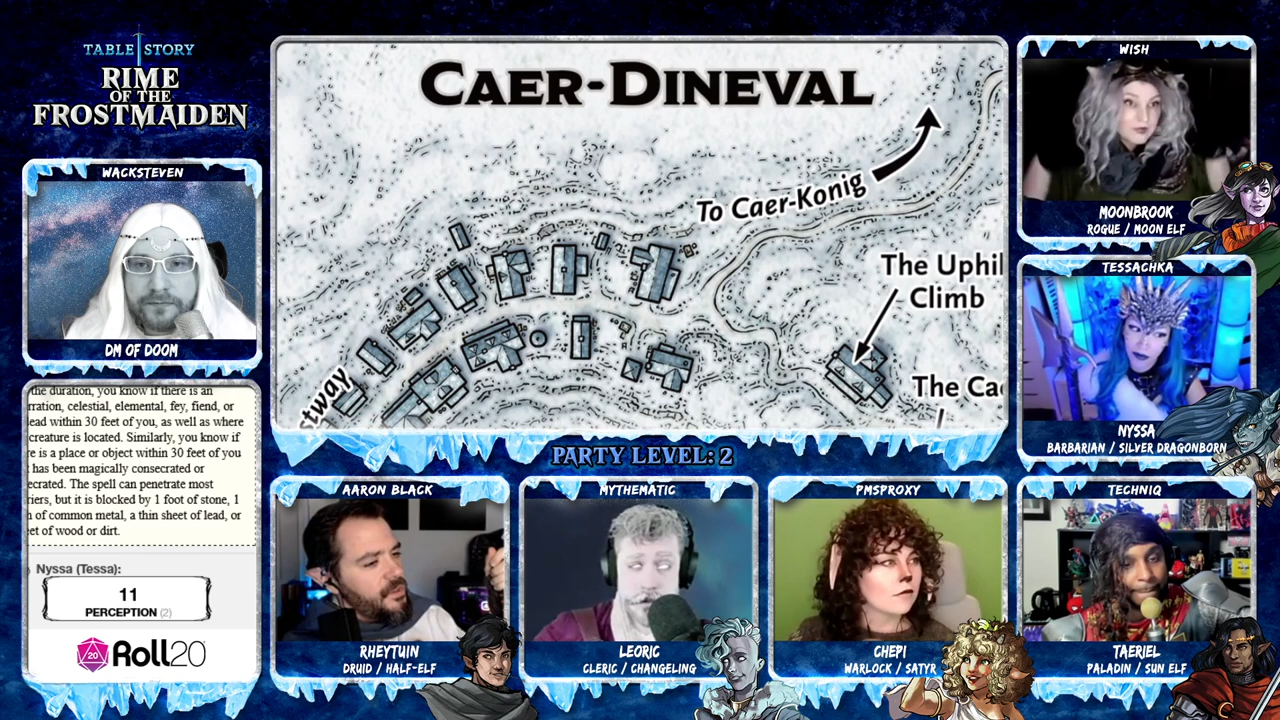 TABLE STORY
RIME
OF THE
FROSTMAIDEN
WACKSTEVEN
DM OF DOOM
the duration, you know if there is an
rration, celestial, elemental, fey, fiend, or
ead within 30 feet of you, as well as where
creature is located. Similarly, you know if
re is a place or object within 30 feet of you
has been magically consecrated or
ecrated. The spell can penetrate most
riers, but it is blocked by 1 foot of stone, 1
h of common metal, a thin sheet of lead, or
eet of wood or dirt.
Nyssa (Tessa):
11
PERCEPTION (2)
20
Roll20
CAER-DINEVAL
To Caer-Konig
The Uphil
Climb
The Cae
stway
PARTY LEVEL: 2
WISH
MOONBROOK
ROGUE / MOON ELF
TESSACHKA
NYSSA
BARBARIAN / SILVER DRAGONBORN
AARON BLACK
RHEYTUIN
DRUID / HALF-ELF
MYTHEMATIC
LEORIC
CLERIC / CHANGELING
PMSPROXY
CHEPI
WARLOCK / SATYR
TECHNIQ
TAERIEL
PALADIN / SUN ELF